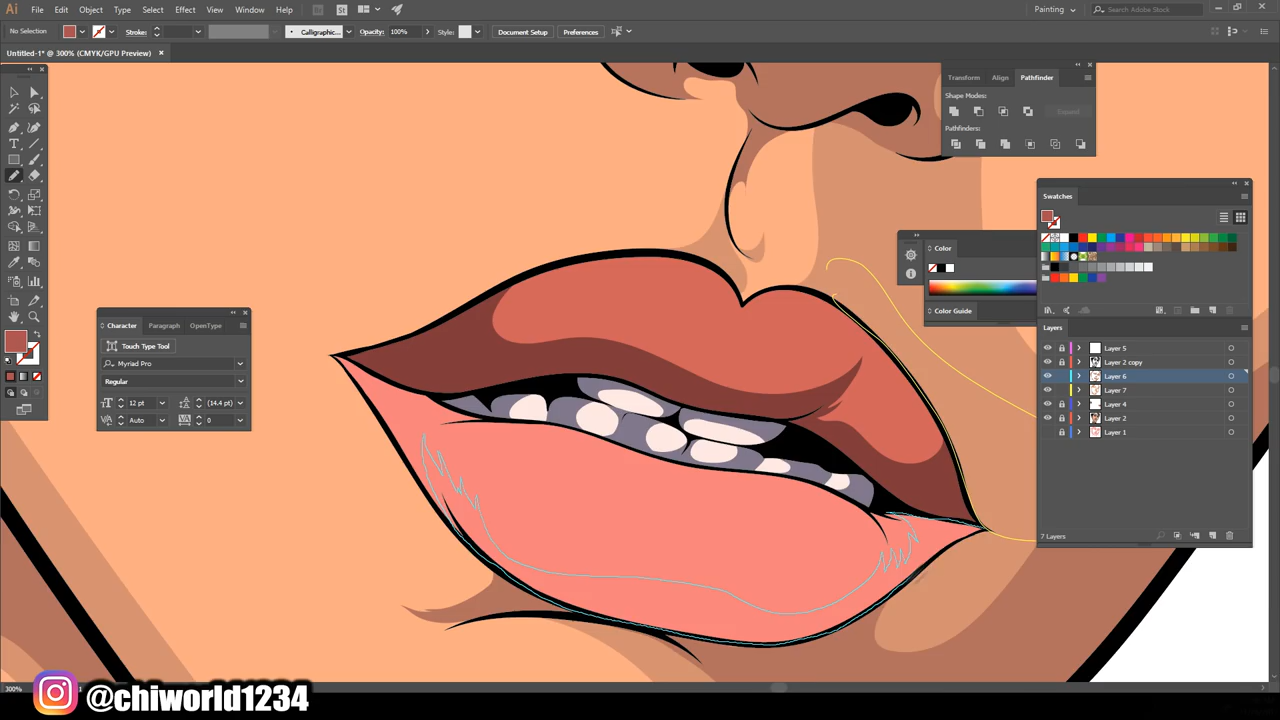 Ai File Edit Object Type Select Effect View Window Help Br St Painting Search Adobe Stock
No Selection Stroke: Calligraphic... Opacity: 100% Style: Document Setup Preferences
Untitled-1* @ 300% (CMYK/GPU Preview)
Transform Align Pathfinder
Shape Modes:
Expand
Pathfinders:
Swatches
Color
Color Guide
Character Paragraph OpenType
Touch Type Tool
Myriad Pro
Regular
12 pt (14.4 pt)
Auto 0
Layers
Layer 5
Layer 2 copy
Layer 6
Layer 7
Layer 4
Layer 2
Layer 1
7 Layers
300%
@chiworld1234